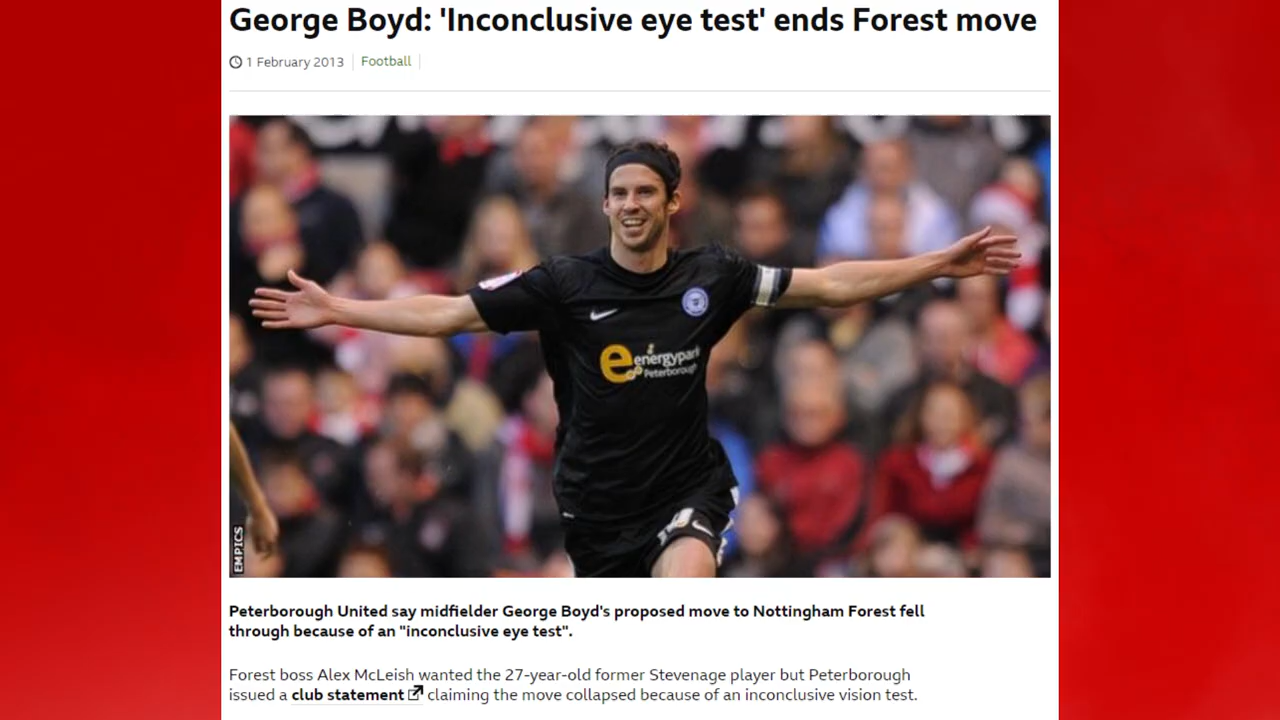 George Boyd: 'Inconclusive eye test' ends Forest move
1 February 2013 Football
energypark
Peterborough
EMPICS
Peterborough United say midfielder George Boyd's proposed move to Nottingham Forest fell
through because of an "inconclusive eye test".
Forest boss Alex McLeish wanted the 27-year-old former Stevenage player but Peterborough
issued a club statement claiming the move collapsed because of an inconclusive vision test.